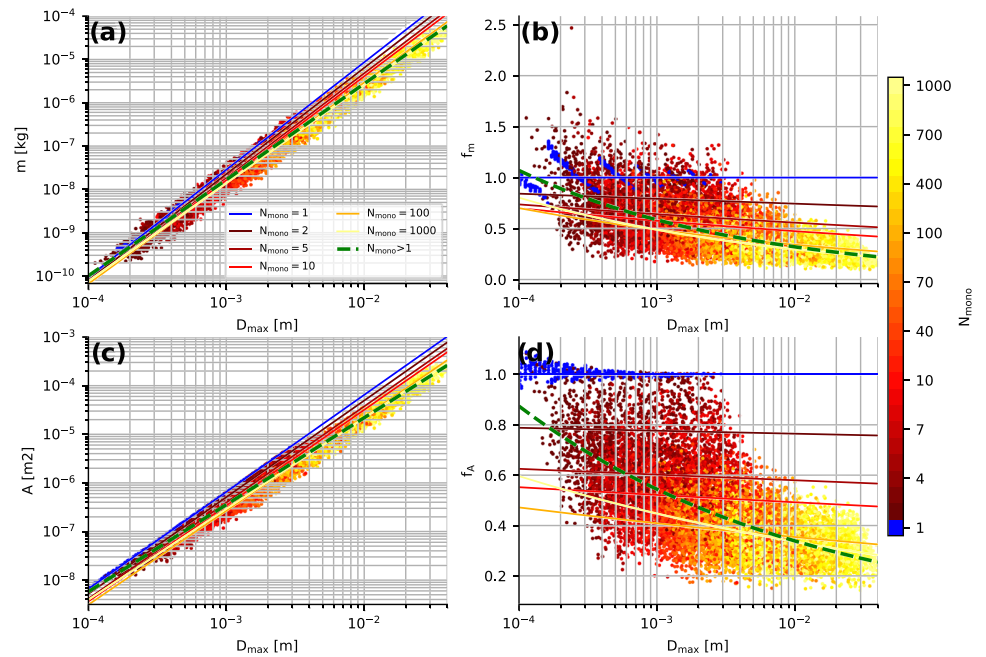 (a)
10⁻⁴
10⁻⁵
10⁻⁶
10⁻⁷
10⁻⁸
10⁻⁹
10⁻¹⁰
m [kg]
N_mono = 1
N_mono = 2
N_mono = 5
N_mono = 10
N_mono = 100
N_mono = 1000
N_mono>1
10⁻⁴ 10⁻³ 10⁻²
D_max [m]
(b)
2.5
2.0
1.5
1.0
0.5
0.0
f_m
10⁻⁴ 10⁻³ 10⁻²
D_max [m]
(c)
10⁻³
10⁻⁴
10⁻⁵
10⁻⁶
10⁻⁷
10⁻⁸
A [m2]
10⁻⁴ 10⁻³ 10⁻²
D_max [m]
(d)
1.0
0.8
0.6
0.4
0.2
f_A
10⁻⁴ 10⁻³ 10⁻²
D_max [m]
1000
700
400
100
70
40
10
7
4
1
N_mono